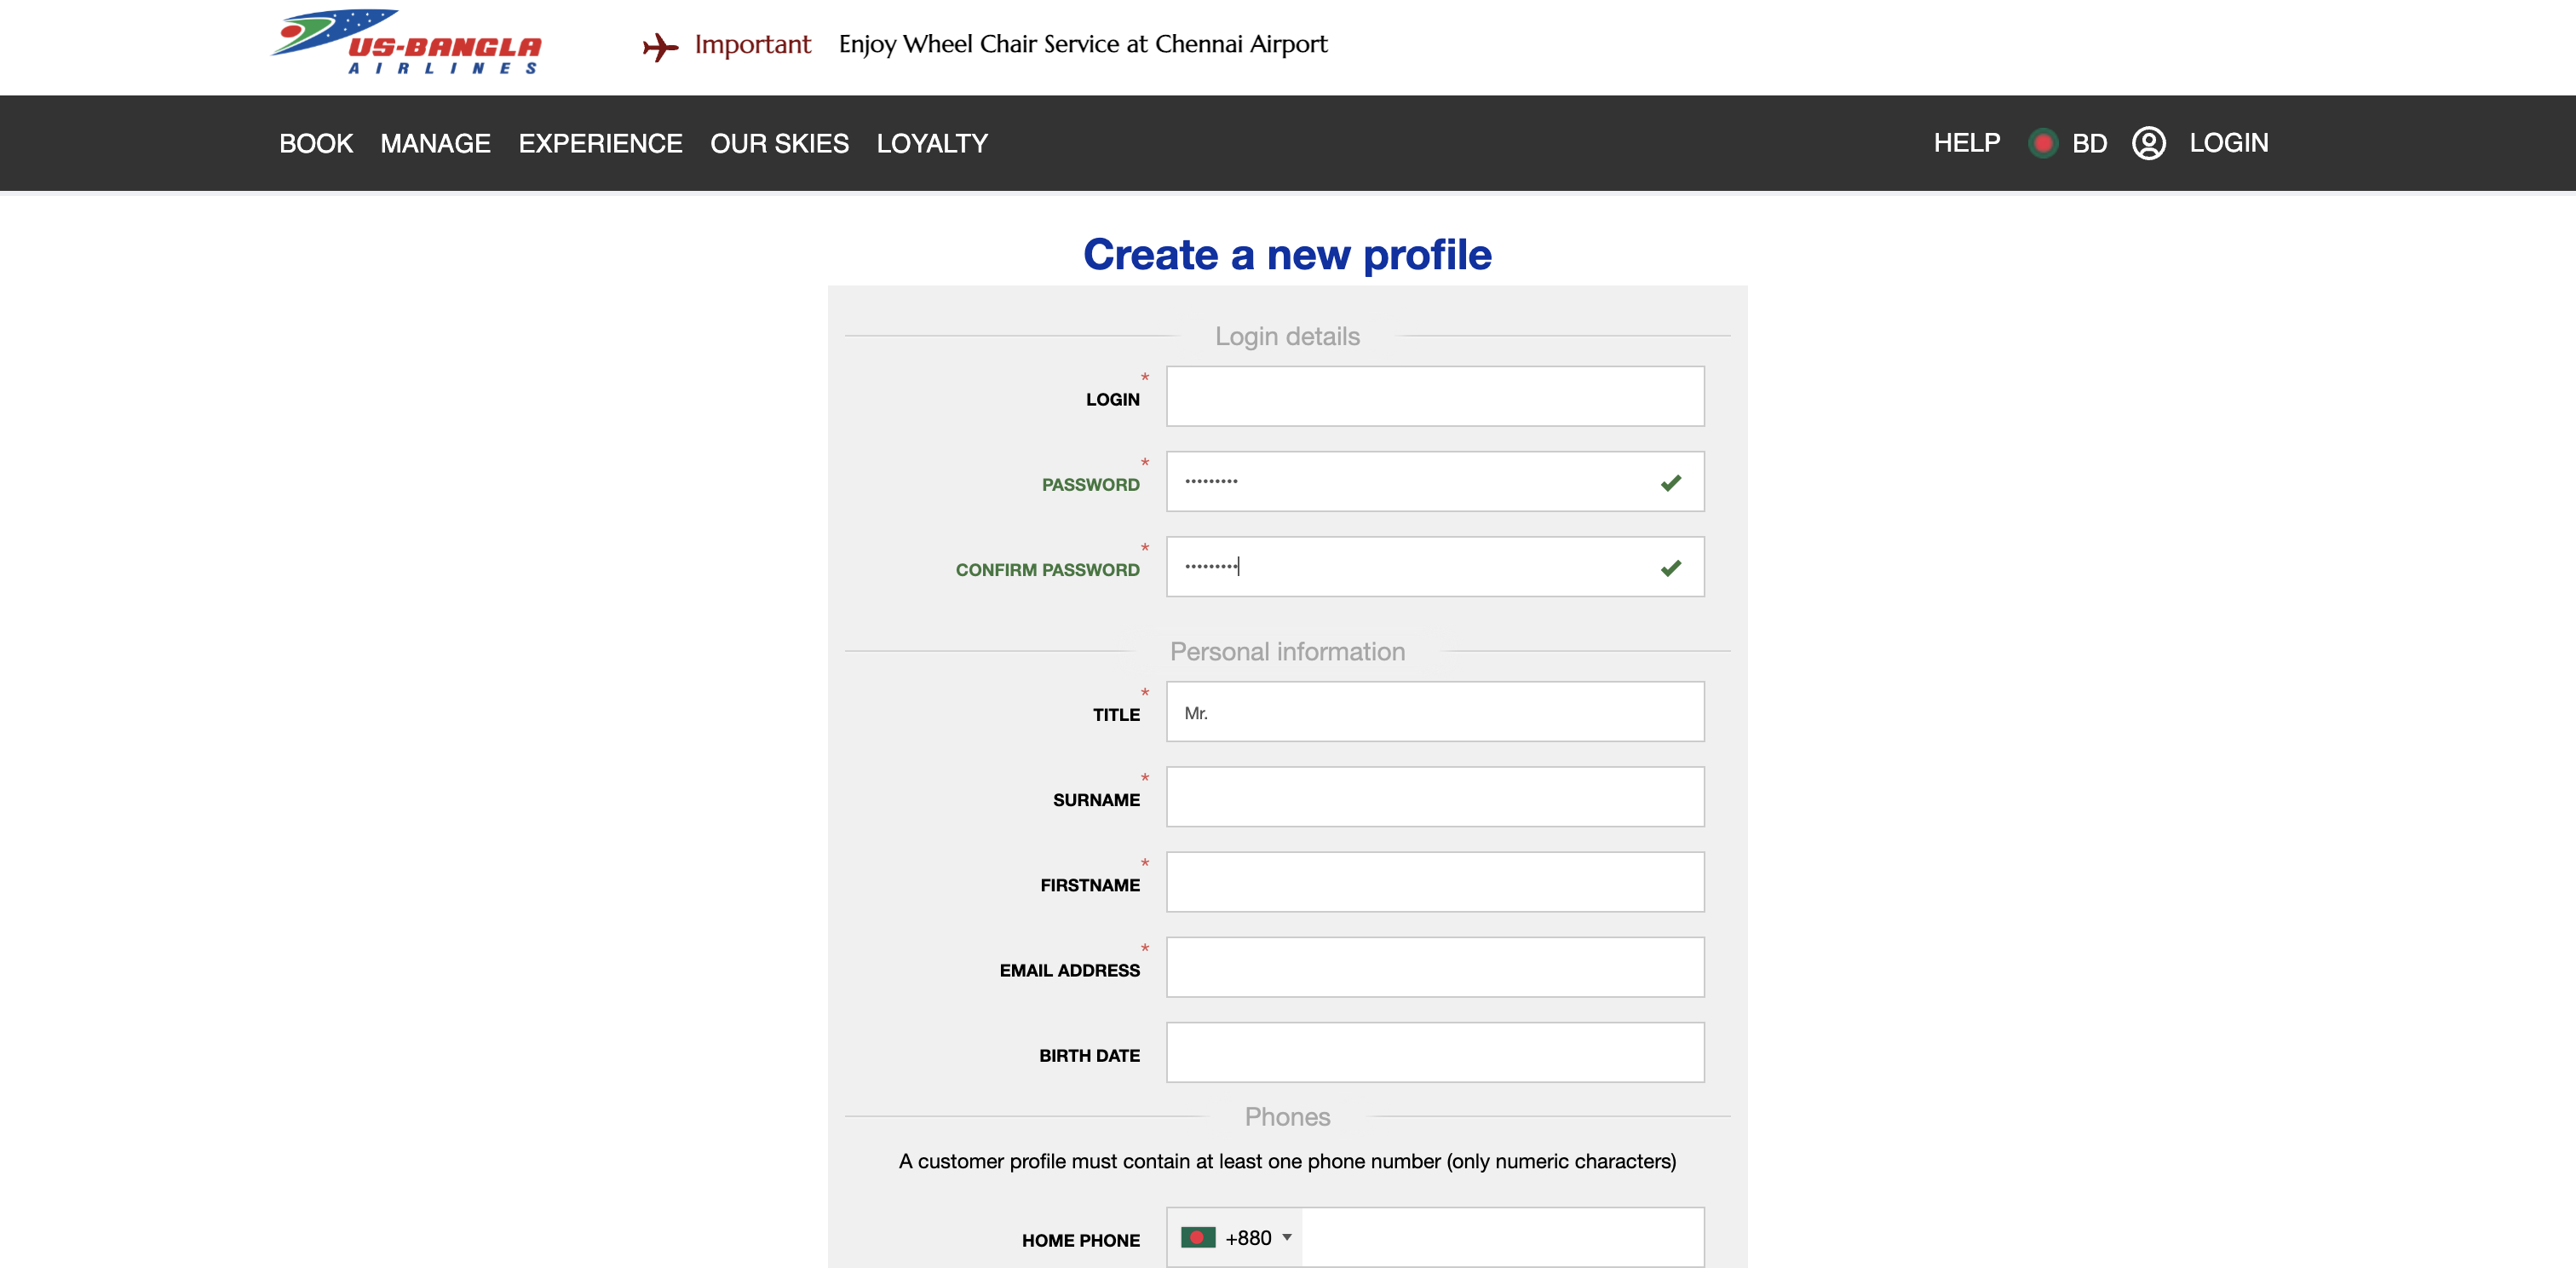 US-BANGLA
AIRLINES
Important Enjoy Wheel Chair Service at Chennai Airport
BOOK MANAGE EXPERIENCE OUR SKIES LOYALTY HELP BD LOGIN
Create a new profile
Login details
* LOGIN
* PASSWORD •••••••••
* CONFIRM PASSWORD •••••••••
Personal information
* TITLE Mr.
* SURNAME
* FIRSTNAME
* EMAIL ADDRESS
BIRTH DATE
Phones
A customer profile must contain at least one phone number (only numeric characters)
HOME PHONE +880